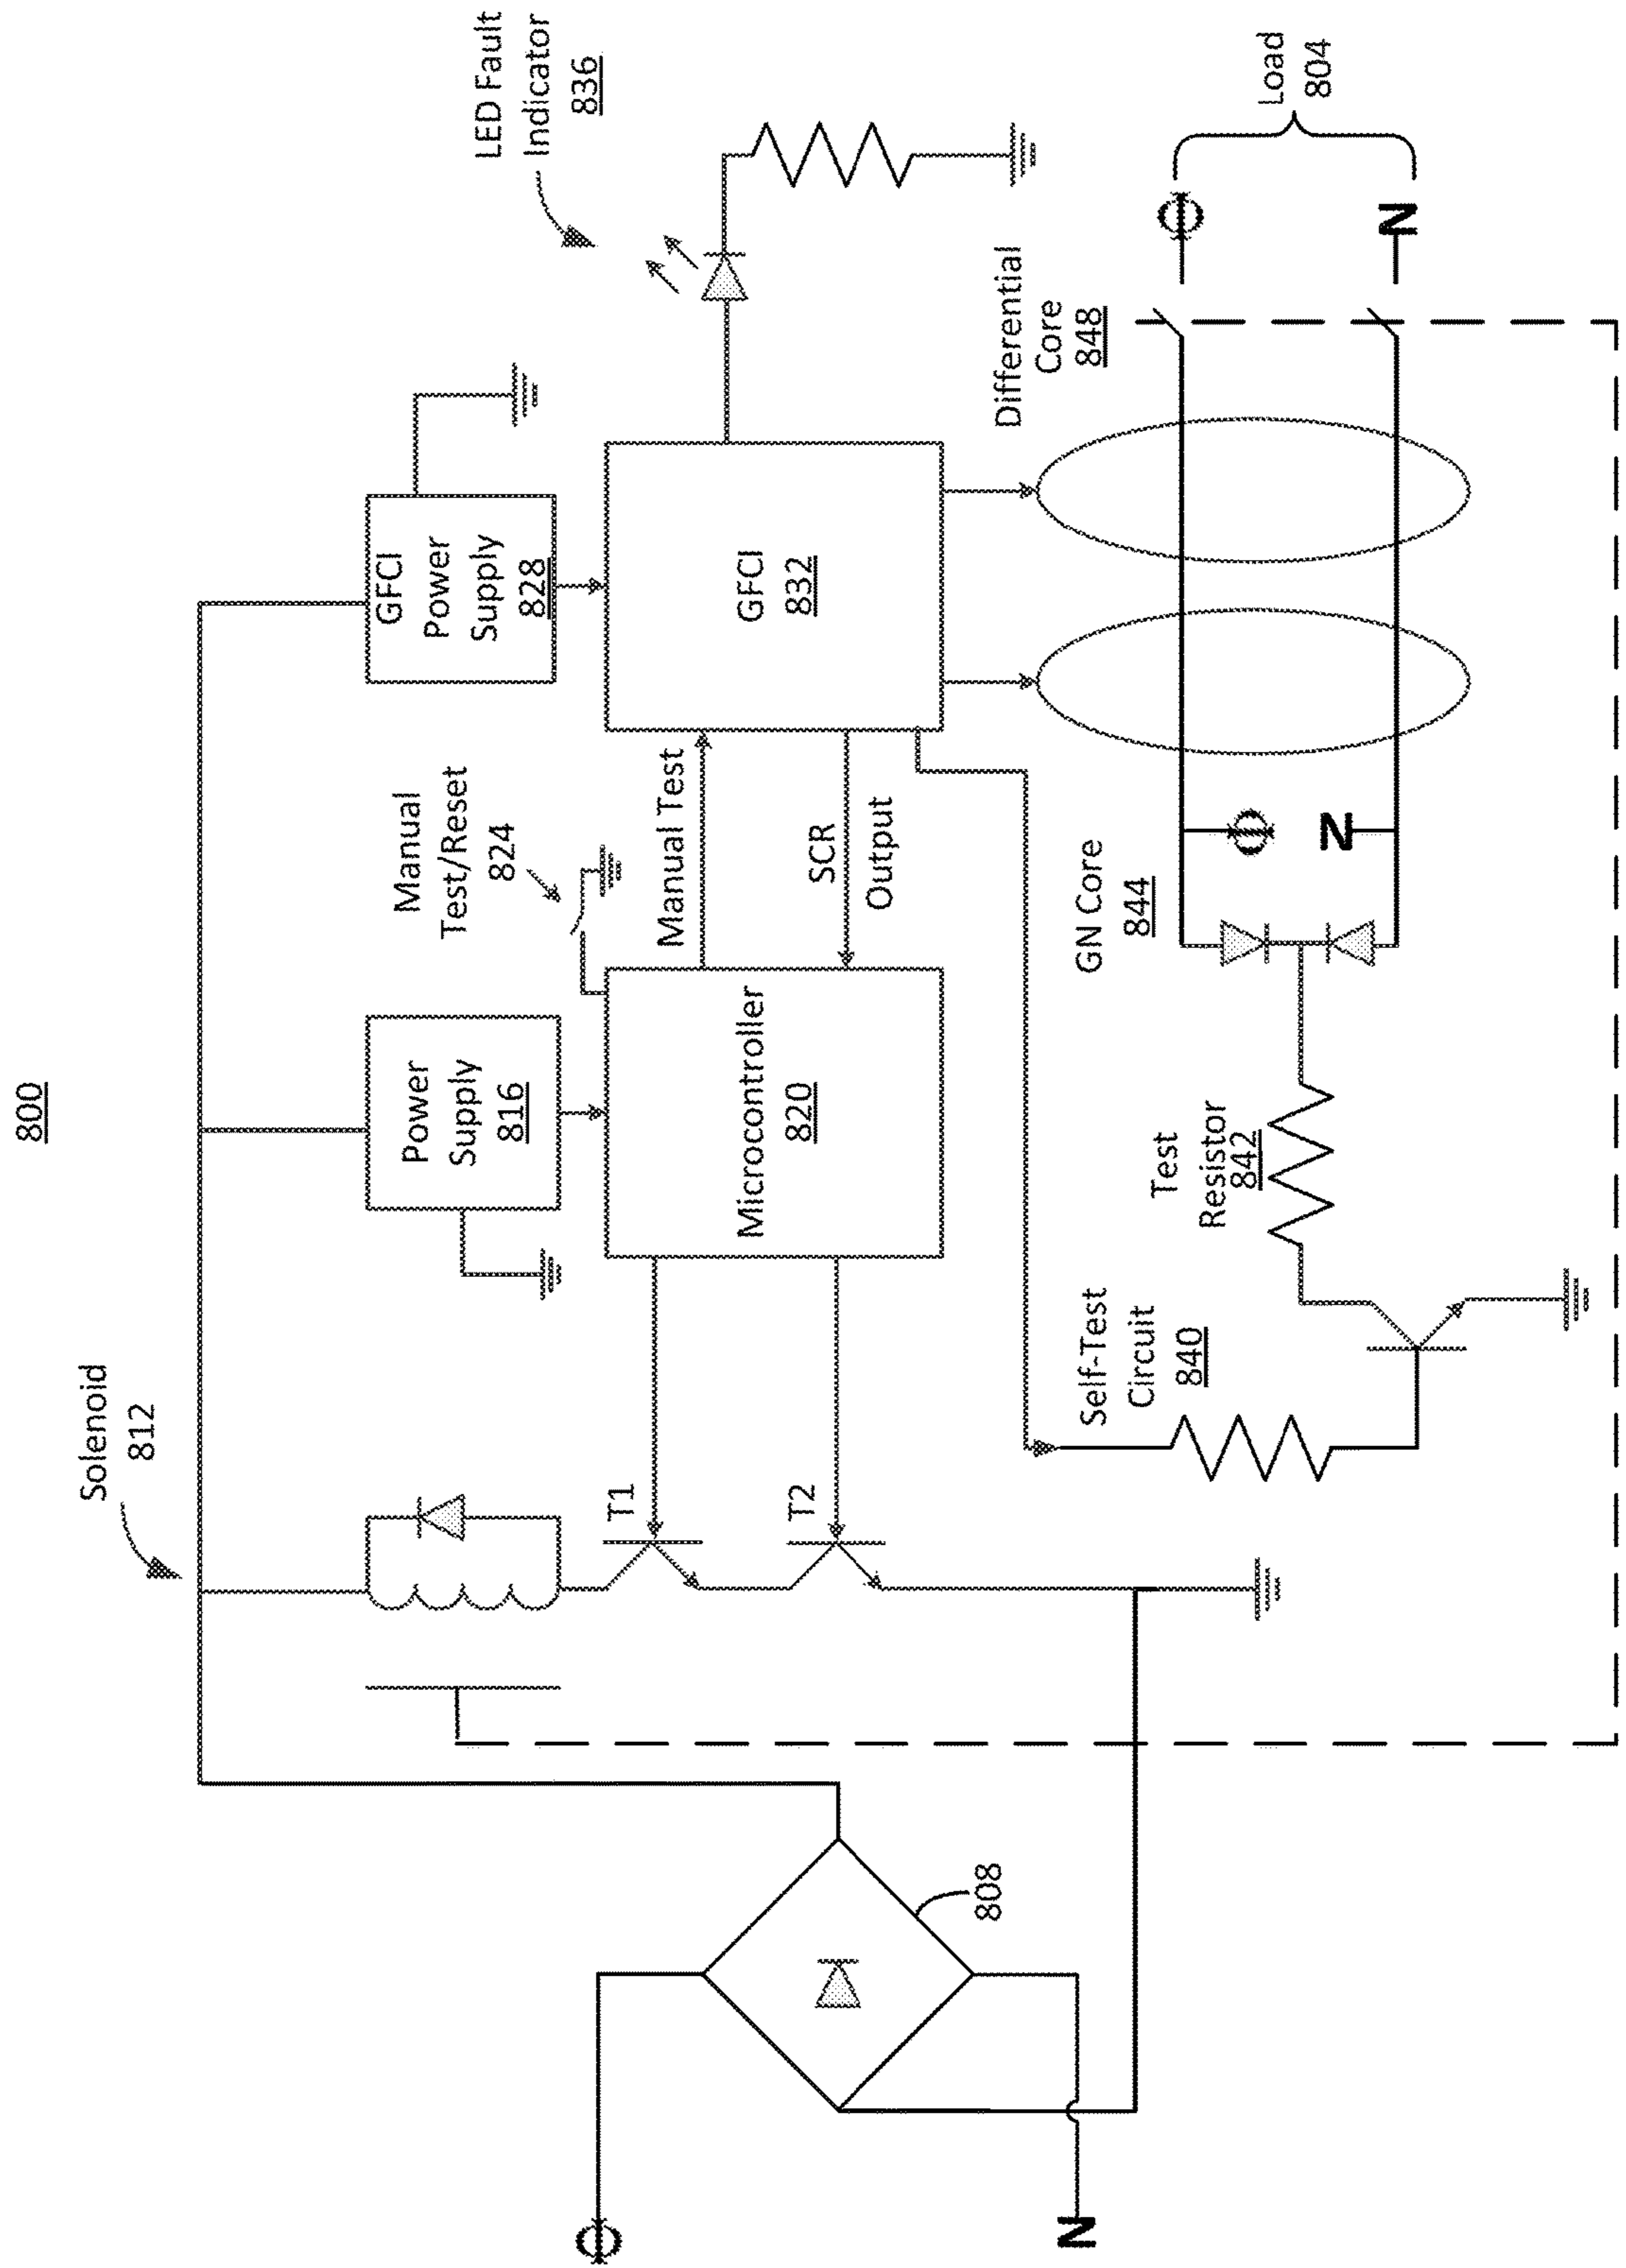 800
Solenoid
812
Power
Supply
816
GFCI
Power
Supply
828
LED Fault
Indicator
836
Manual
Test/Reset
824
T1
T2
Microcontroller
820
Manual Test
SCR
Output
GFCI
832
Φ
N
808
Self-Test
Circuit
840
Test
Resistor
842
GN Core
844
Φ
N
Differential
Core
848
Φ
N
Load
804